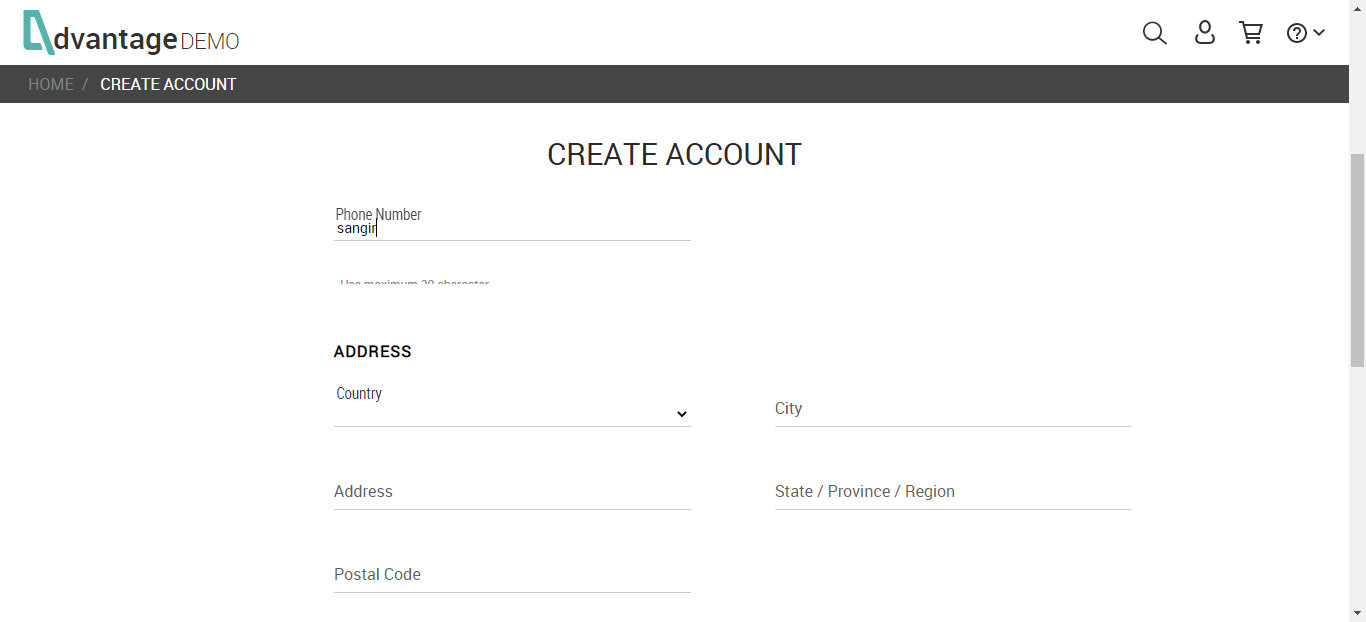 Advantage DEMO
HOME / CREATE ACCOUNT
CREATE ACCOUNT
Phone Number
sangir
Use maximum 20 character
ADDRESS
Country
City
Address
State / Province / Region
Postal Code